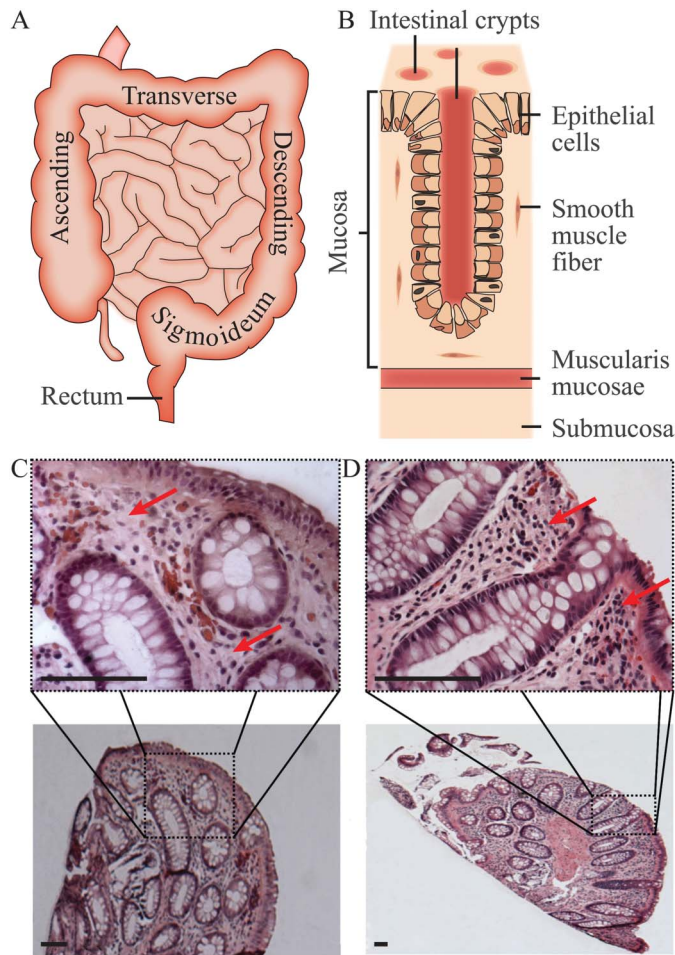 A
Transverse
Ascending
Descending
Sigmoideum
Rectum
B
Intestinal crypts
Mucosa
Epithelial
cells
Smooth
muscle
fiber
Muscularis
mucosae
Submucosa
C
D